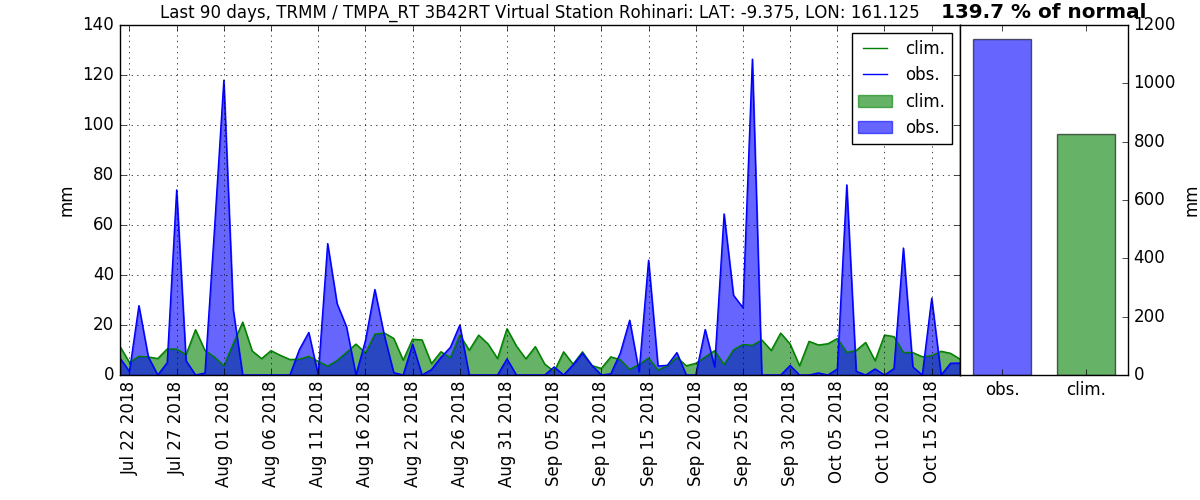 Last 90 days, TRMM / TMPA_RT 3B42RT Virtual Station Rohinari: LAT: -9.375, LON: 161.125
139.7 % of normal
mm
140
120
100
80
60
40
20
0
clim.
obs.
clim.
obs.
1200
1000
800
600
400
200
0
mm
Jul 22 2018
Jul 27 2018
Aug 01 2018
Aug 06 2018
Aug 11 2018
Aug 16 2018
Aug 21 2018
Aug 26 2018
Aug 31 2018
Sep 05 2018
Sep 10 2018
Sep 15 2018
Sep 20 2018
Sep 25 2018
Sep 30 2018
Oct 05 2018
Oct 10 2018
Oct 15 2018
obs.
clim.